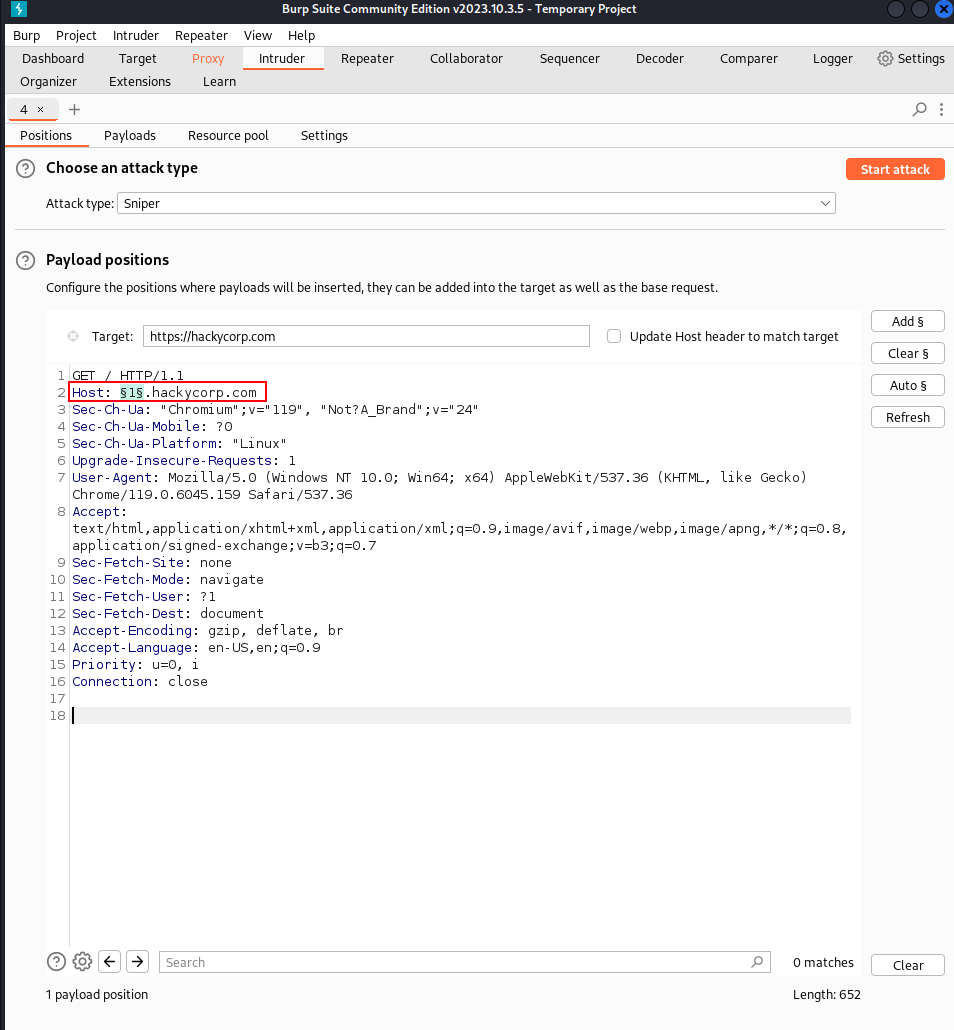 Burp Suite Community Edition v2023.10.3.5 - Temporary Project
Burp Project Intruder Repeater View Help
Dashboard Target Proxy Intruder Repeater Collaborator Sequencer Decoder Comparer Logger Settings
Organizer Extensions Learn
4 × +
Positions Payloads Resource pool Settings
? Choose an attack type
Start attack
Attack type: Sniper
? Payload positions
Configure the positions where payloads will be inserted, they can be added into the target as well as the base request.
Target: https://hackycorp.com Update Host header to match target
Add §
Clear §
Auto §
Refresh
1 GET / HTTP/1.1
2 Host: §1§.hackycorp.com
3 Sec-Ch-Ua: "Chromium";v="119", "Not?A_Brand";v="24"
4 Sec-Ch-Ua-Mobile: ?0
5 Sec-Ch-Ua-Platform: "Linux"
6 Upgrade-Insecure-Requests: 1
7 User-Agent: Mozilla/5.0 (Windows NT 10.0; Win64; x64) AppleWebKit/537.36 (KHTML, like Gecko)
Chrome/119.0.6045.159 Safari/537.36
8 Accept:
text/html,application/xhtml+xml,application/xml;q=0.9,image/avif,image/webp,image/apng,*/*;q=0.8,
application/signed-exchange;v=b3;q=0.7
9 Sec-Fetch-Site: none
10 Sec-Fetch-Mode: navigate
11 Sec-Fetch-User: ?1
12 Sec-Fetch-Dest: document
13 Accept-Encoding: gzip, deflate, br
14 Accept-Language: en-US,en;q=0.9
15 Priority: u=0, i
16 Connection: close
17
18
? Search 0 matches Clear
1 payload position Length: 652